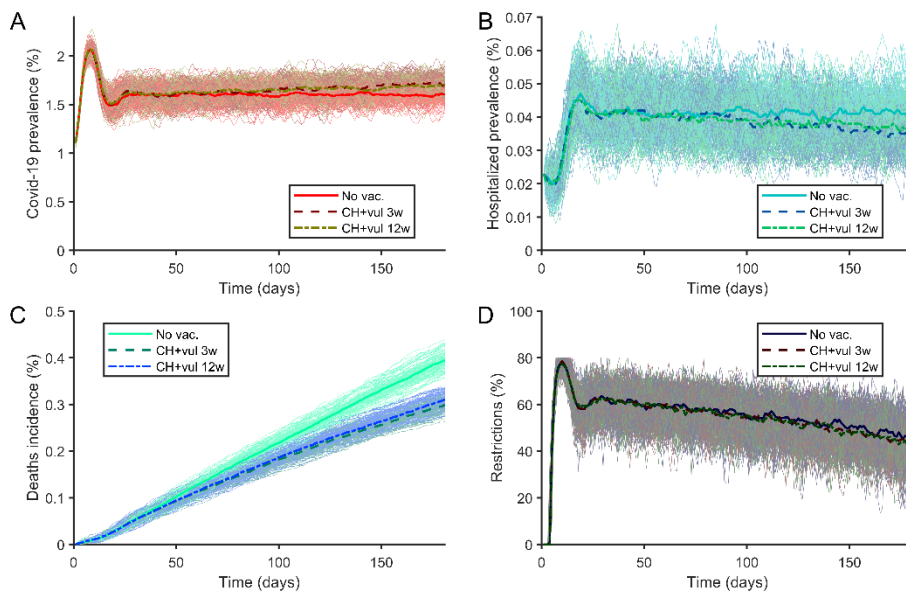 A
Covid-19 prevalence (%)
2
1.5
1
0.5
0
No vac.
CH+vul 3w
CH+vul 12w
0
50
100
150
Time (days)
B
Hospitalized prevalence (%)
0.07
0.06
0.05
0.04
0.03
0.02
0.01
0
No vac.
CH+vul 3w
CH+vul 12w
0
50
100
150
Time (days)
C
Deaths incidence (%)
0.5
0.4
0.3
0.2
0.1
0
No vac.
CH+vul 3w
CH+vul 12w
0
50
100
150
Time (days)
D
Restrictions (%)
100
80
60
40
20
0
No vac.
CH+vul 3w
CH+vul 12w
0
50
100
150
Time (days)